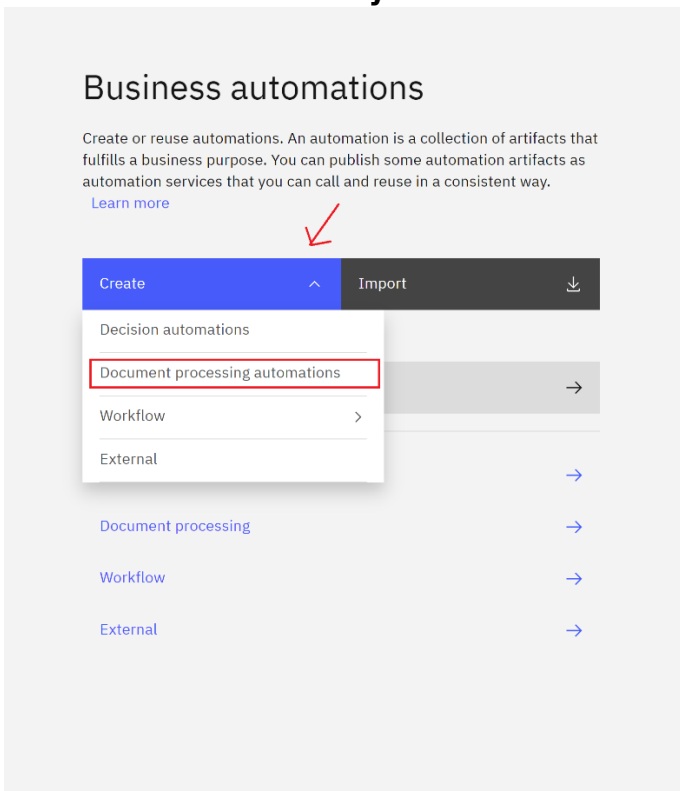 Business automations
Create or reuse automations. An automation is a collection of artifacts that
fulfills a business purpose. You can publish some automation artifacts as
automation services that you can call and reuse in a consistent way.
Learn more
Create
Import
Decision automations
Document processing automations
Workflow
External
Document processing
Workflow
External